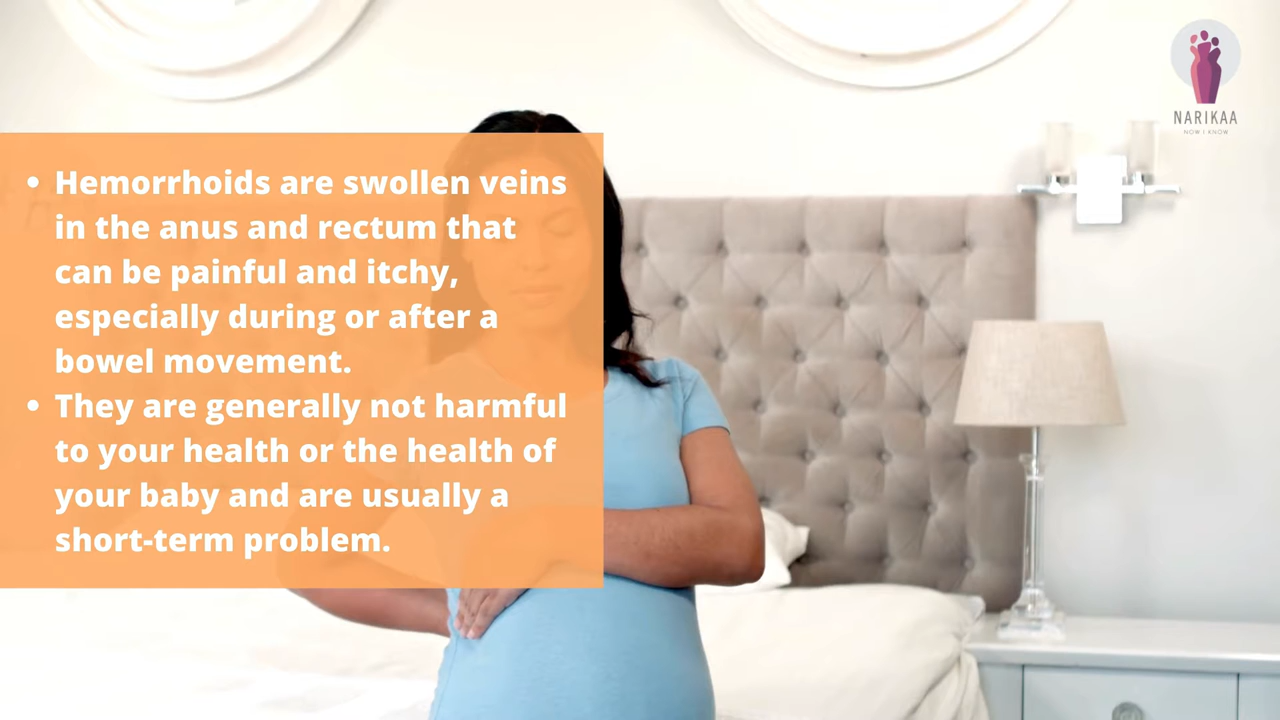 • Hemorrhoids are swollen veins
in the anus and rectum that
can be painful and itchy,
especially during or after a
bowel movement.
• They are generally not harmful
to your health or the health of
your baby and are usually a
short-term problem.
NARIKAA
NOW I KNOW